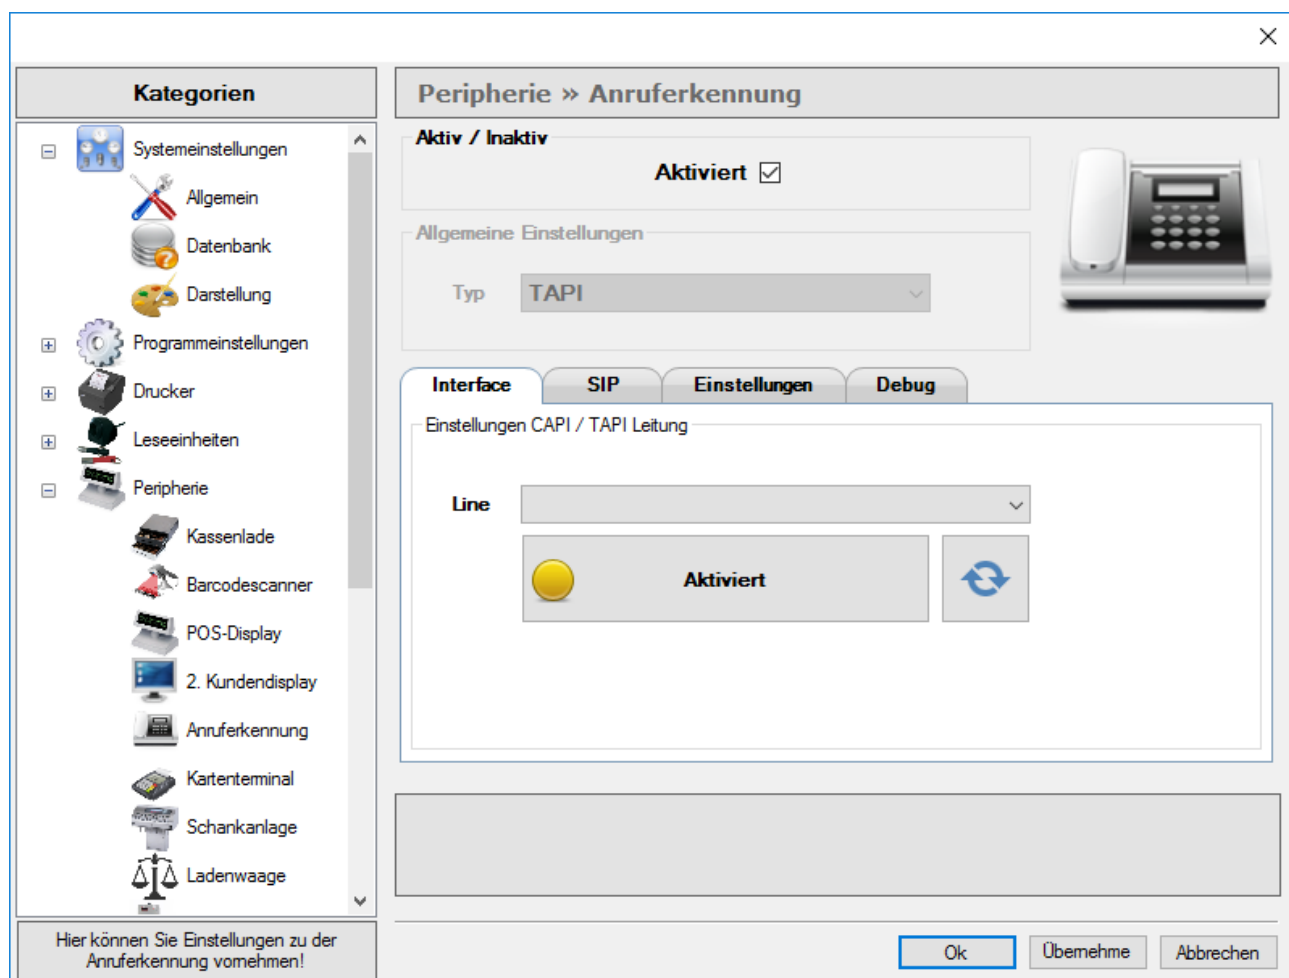 Kategorien
Systemeinstellungen
Allgemein
Datenbank
Darstellung
Programmeinstellungen
Drucker
Leseeinheiten
Peripherie
Kassenlade
Barcodescanner
POS-Display
2. Kundendisplay
Anruferkennung
Kartenterminal
Schankanlage
Ladenwaage
Hier können Sie Einstellungen zu der
Anruferkennung vornehmen!
Peripherie » Anruferkennung
Aktiv / Inaktiv
Aktiviert
Allgemeine Einstellungen
Typ TAPI
Interface SIP Einstellungen Debug
Einstellungen CAPI / TAPI Leitung
Line
Aktiviert
Ok Übernehme Abbrechen